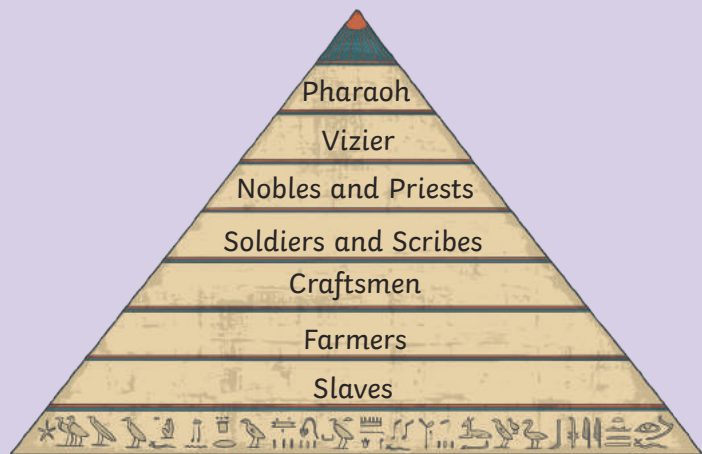 Pharaoh
Vizier
Nobles and Priests
Soldiers and Scribes
Craftsmen
Farmers
Slaves